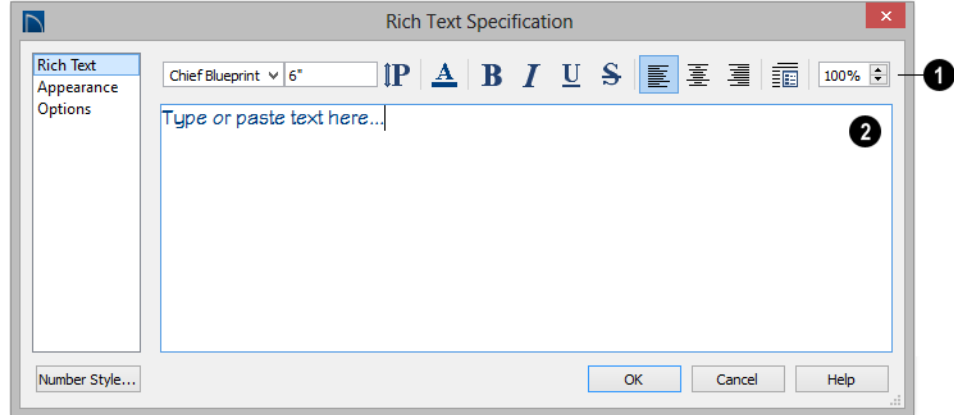 Rich Text Specification
Rich Text
Appearance
Options
Chief Blueprint 6" P A B I U S 100% 1
Type or paste text here...
2
Number Style... OK Cancel Help